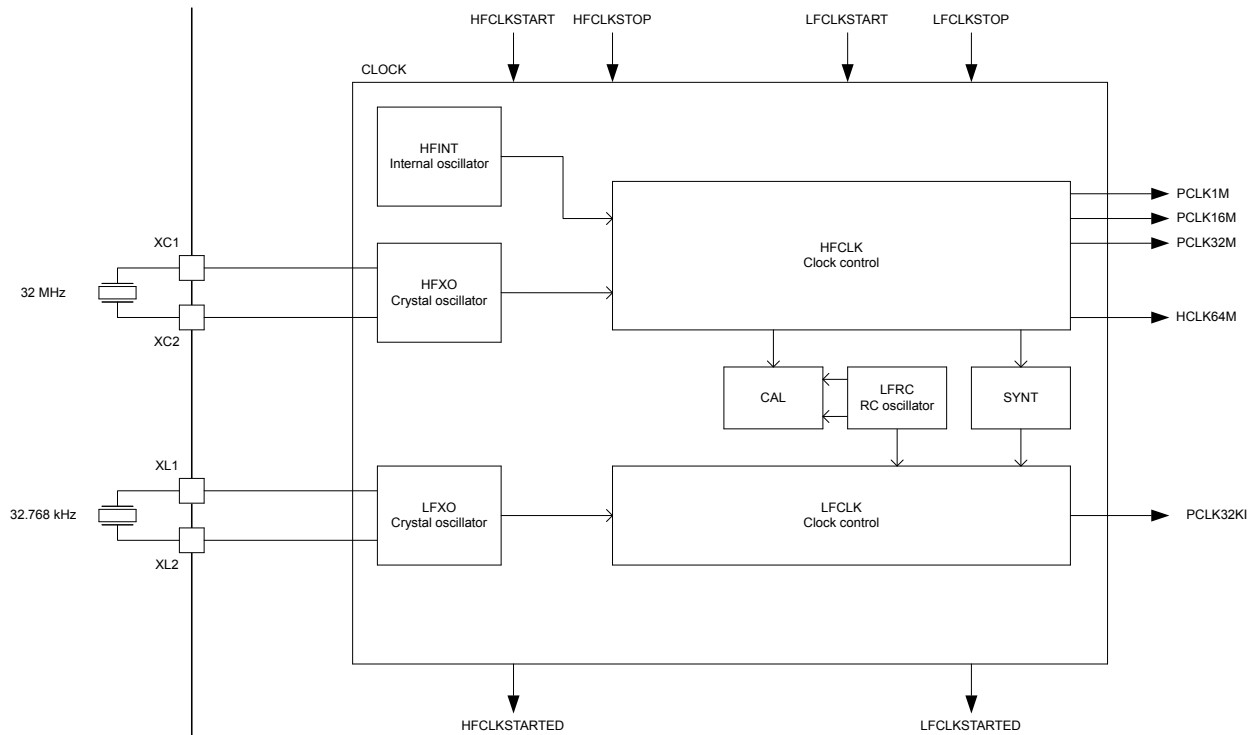 HFCLKSTART
HFCLKSTOP
LFCLKSTART
LFCLKSTOP
CLOCK
HFINT
Internal oscillator
HFCLK
Clock control
PCLK1M
PCLK16M
PCLK32M
HCLK64M
XC1
32 MHz
XC2
HFXO
Crystal oscillator
CAL
LFRC
RC oscillator
SYNT
XL1
32.768 kHz
XL2
LFXO
Crystal oscillator
LFCLK
Clock control
PCLK32KI
HFCLKSTARTED
LFCLKSTARTED